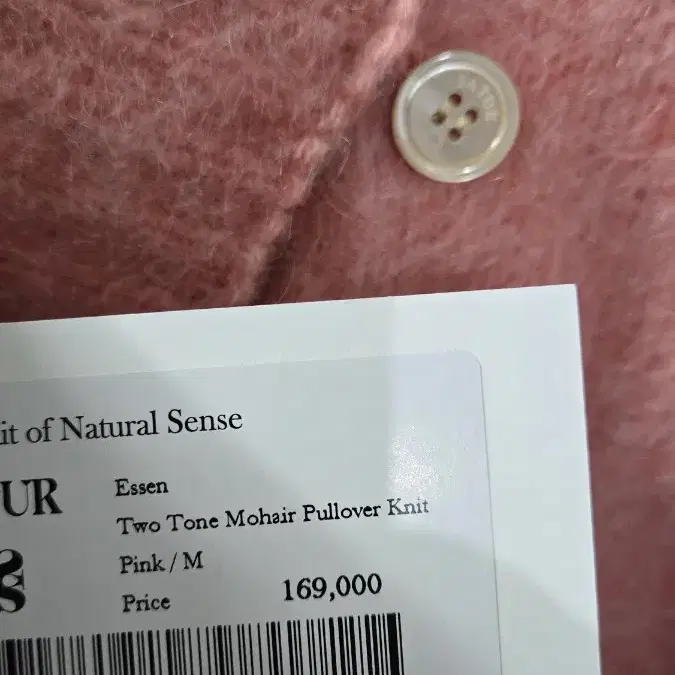 it of Natural Sense
UR
Essen
Two Tone Mohair Pullover Knit
Pink / M
Price 169,000